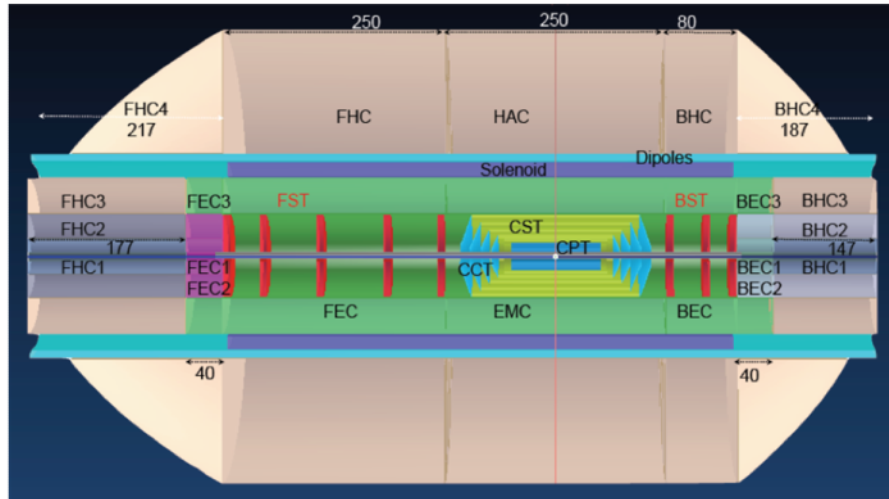 250 250 80
FHC4 BHC4
217 FHC HAC BHC 187
Dipoles
Solenoid
FHC3 FEC3 FST BST BEC3 BHC3
FHC2 CST BHC2
177 CPT 147
FHC1 FEC1 CCT BEC1 BHC1
FEC2 BEC2
FEC EMC BEC
40 40